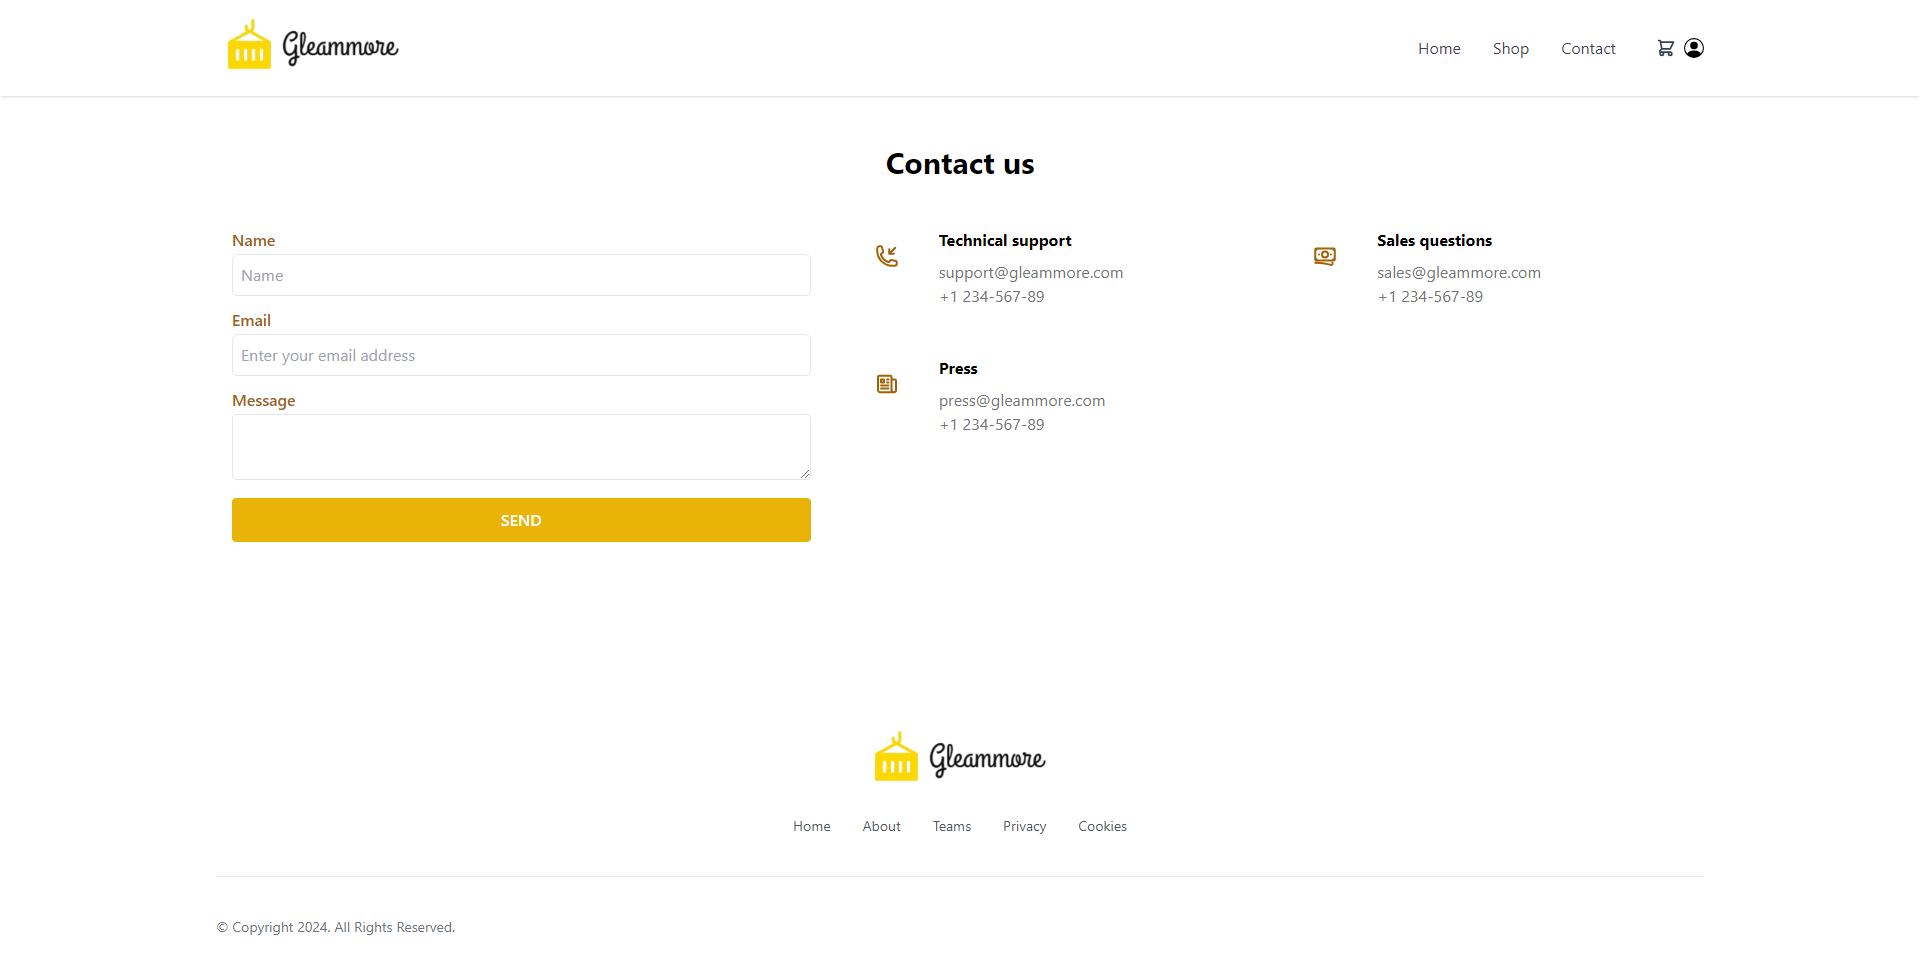 Gleammore
Home Shop Contact
Contact us
Name
Name
Email
Enter your email address
Message
SEND
Technical support
support@gleammore.com
+1 234-567-89
Sales questions
sales@gleammore.com
+1 234-567-89
Press
press@gleammore.com
+1 234-567-89
Gleammore
Home About Teams Privacy Cookies
© Copyright 2024. All Rights Reserved.